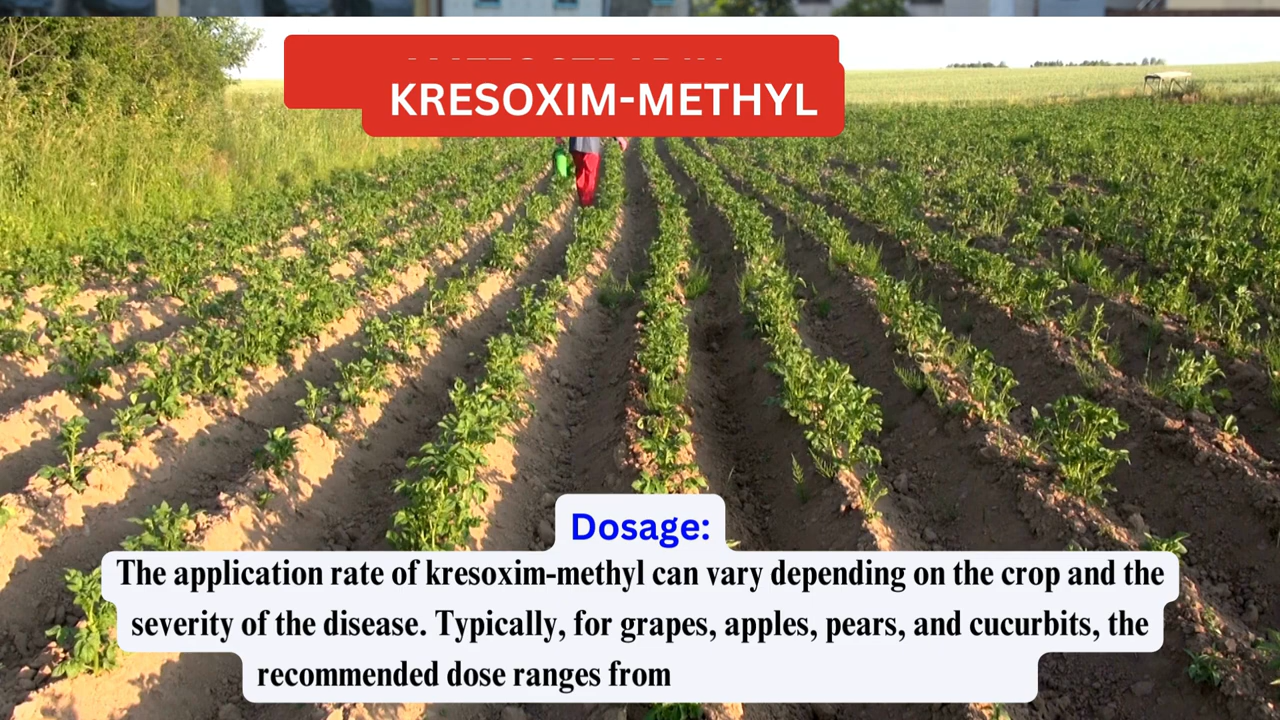 KRESOXIM-METHYL
Dosage:
The application rate of kresoxim-methyl can vary depending on the crop and the
severity of the disease. Typically, for grapes, apples, pears, and cucurbits, the
recommended dose ranges from